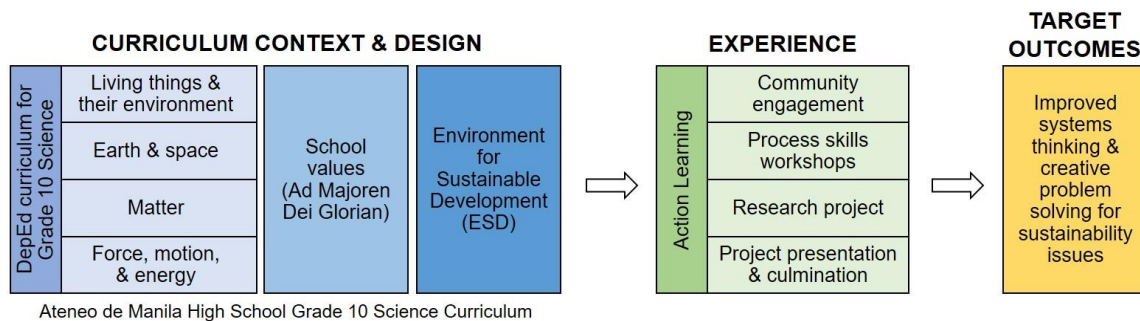 CURRICULUM CONTEXT & DESIGN
DepEd curriculum for
Grade 10 Science
Living things &
their environment
Earth & space
Matter
Force, motion,
& energy
School
values
(Ad Majoren
Dei Glorian)
Environment
for
Sustainable
Development
(ESD)
Ateneo de Manila High School Grade 10 Science Curriculum
EXPERIENCE
Action Learning
Community
engagement
Process skills
workshops
Research project
Project presentation
& culmination
TARGET
OUTCOMES
Improved
systems
thinking &
creative
problem
solving for
sustainability
issues